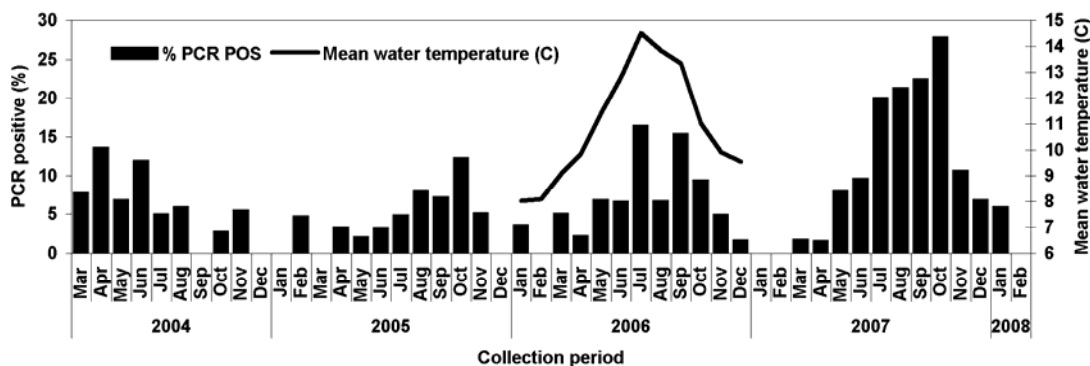 % PCR POS Mean water temperature (C)
PCR positive (%)
30
25
20
15
10
5
0
Mean water temperature (C)
15
14
13
12
11
10
9
8
7
6
Mar Apr May Jun Jul Aug Sep Oct Nov Dec Jan Feb Mar Apr May Jun Jul Aug Sep Oct Nov Dec Jan Feb Mar Apr May Jun Jul Aug Sep Oct Nov Dec Jan Feb Mar Apr May Jun Jul Aug Sep Oct Nov Dec Jan Feb
2004 2005 2006 2007 2008
Collection period